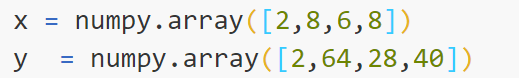 x = numpy.array([2,8,6,8])
y  = numpy.array([2,64,28,40])